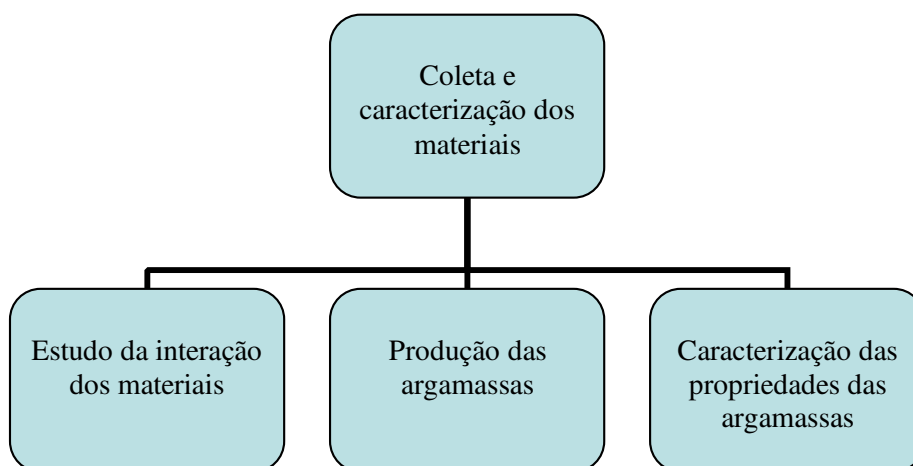 Coleta e
caracterização dos
materiais
Estudo da interação
dos materiais
Produção das
argamassas
Caracterização das
propriedades das
argamassas